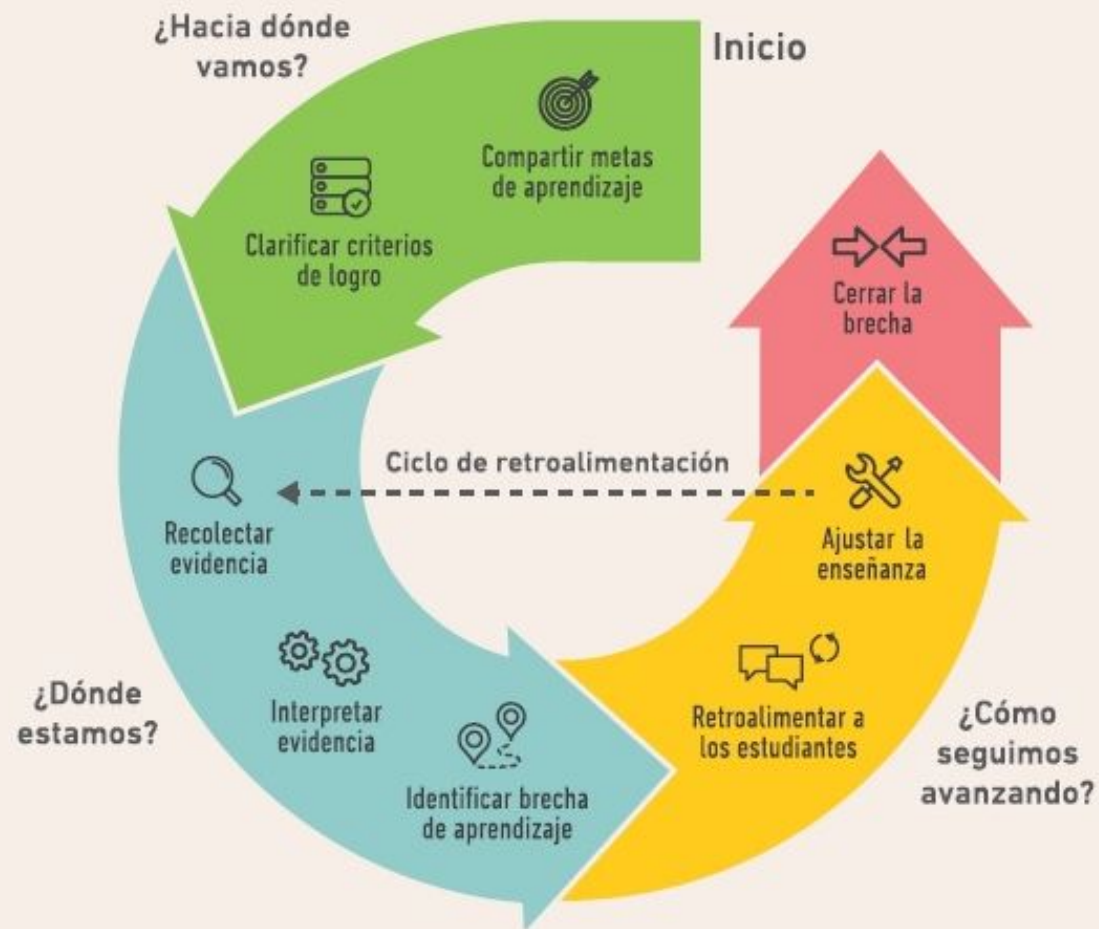 ¿Hacia dónde
vamos?
Inicio
Compartir metas
de aprendizaje
Clarificar criterios
de logro
Recolectar
evidencia
Interpretar
evidencia
Identificar brecha
de aprendizaje
¿Dónde
estamos?
Ciclo de retroalimentación
Retroalimentar a
los estudiantes
Ajustar la
enseñanza
¿Cómo
seguimos
avanzando?
Cerrar la
brecha